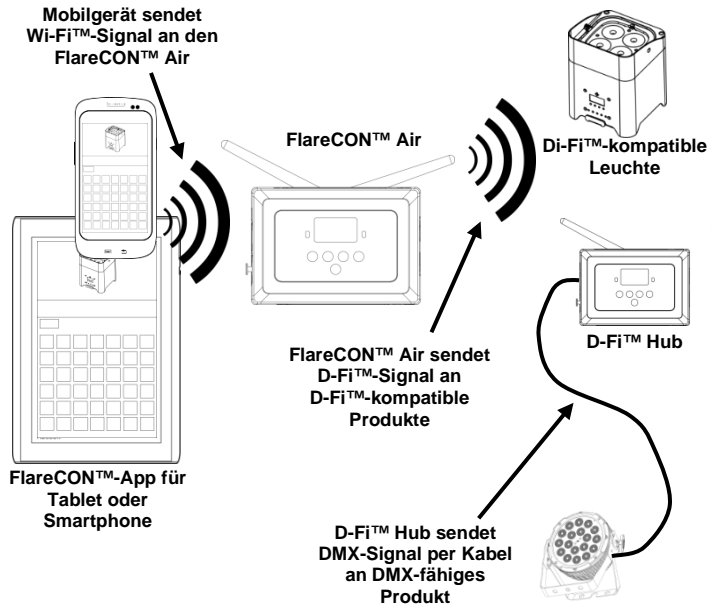 Mobilgerät sendet
Wi-Fi™-Signal an den
FlareCON™ Air
FlareCON™ Air
Di-Fi™-kompatible
Leuchte
D-Fi™ Hub
FlareCON™ Air sendet
D-Fi™-Signal an
D-Fi™-kompatible
Produkte
FlareCON™-App für
Tablet oder
Smartphone
D-Fi™ Hub sendet
DMX-Signal per Kabel
an DMX-fähiges
Produkt